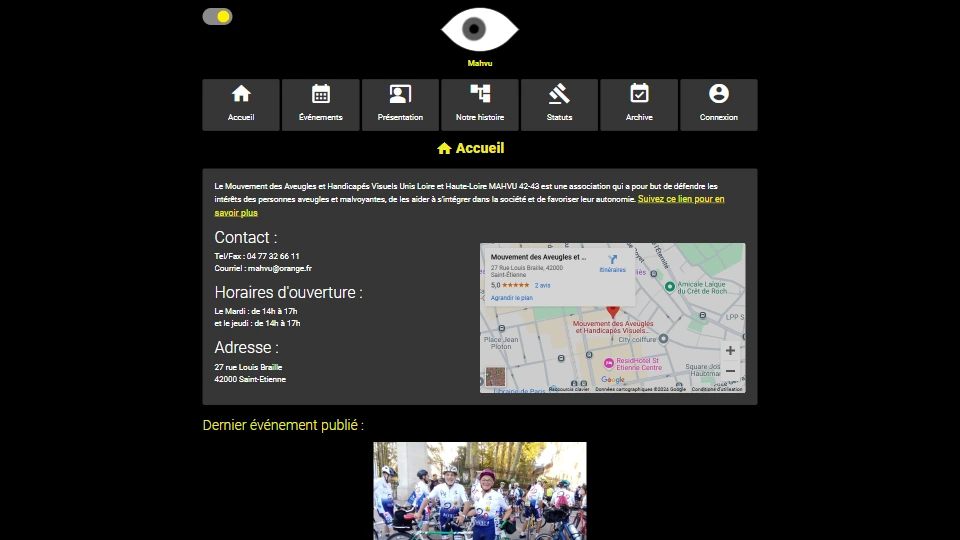 Mahvu
Accueil
Événements
Présentation
Notre histoire
Statuts
Archive
Connexion
Accueil
Le Mouvement des Aveugles et Handicapés Visuels Unis Loire et Haute-Loire MAHVU 42-43 est une association qui a pour but de défendre les
intérêts des personnes aveugles et malvoyantes, de les aider à s'intégrer dans la société et de favoriser leur autonomie. Suivez ce lien pour en
savoir plus
Contact :
Tel/Fax : 04 77 32 66 11
Courriel : mahvu@orange.fr
Horaires d'ouverture :
Le Mardi : de 14h à 17h
et le jeudi : de 14h à 17h
Adresse :
27 rue Louis Braille
42000 Saint-Etienne
Mouvement des Aveugles et ...
27 Rue Louis Braille, 42000
Saint-Étienne
5,0
2 avis
Agrandir le plan
Itinéraires
Amicale Laique
du Crêt de Roch
LPP S
Mouvement des Aveugles
et Handicapés Visuels...
City coiffure
Place Jean
Ploton
ResidHotel St
Etienne Centre
Square Jos
Google
Librairie de Paris
Raccourcis clavier
Données cartographiques ©2024 Google
Conditions d'utilisation
Dernier événement publié :